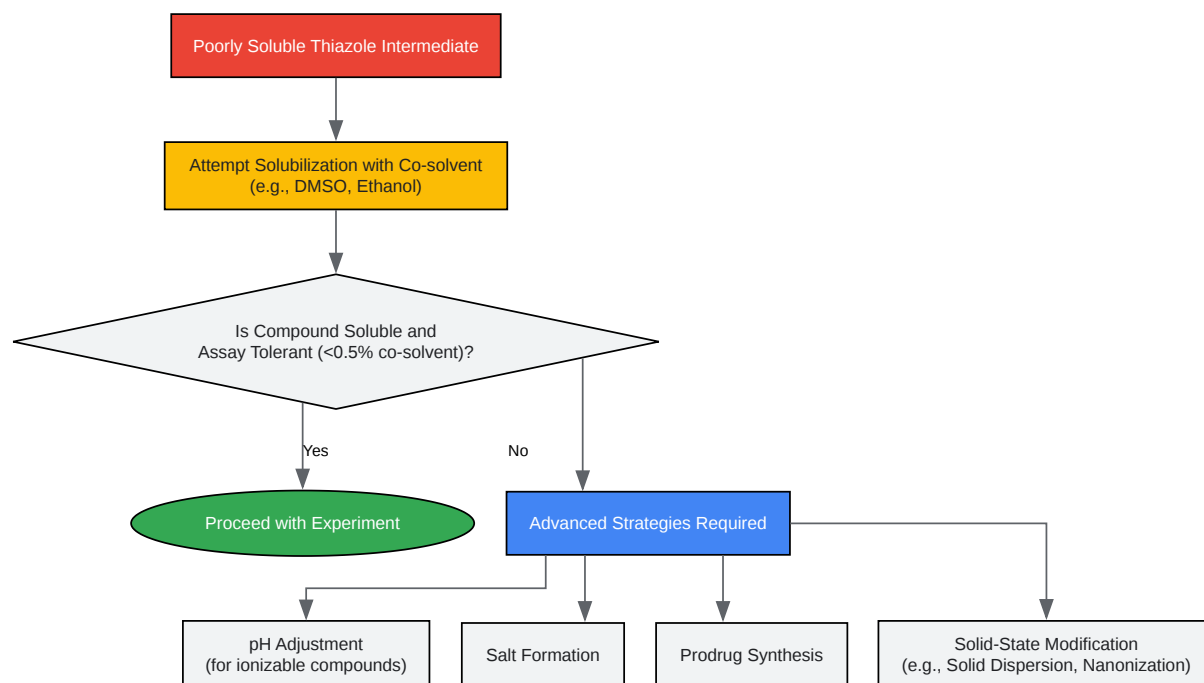 Poorly Soluble Thiazole Intermediate
Attempt Solubilization with Co-solvent
(e.g., DMSO, Ethanol)
Is Compound Soluble and
Assay Tolerant (<0.5% co-solvent)?
Yes
No
Proceed with Experiment
Advanced Strategies Required
pH Adjustment
(for ionizable compounds)
Salt Formation
Prodrug Synthesis
Solid-State Modification
(e.g., Solid Dispersion, Nanonization)